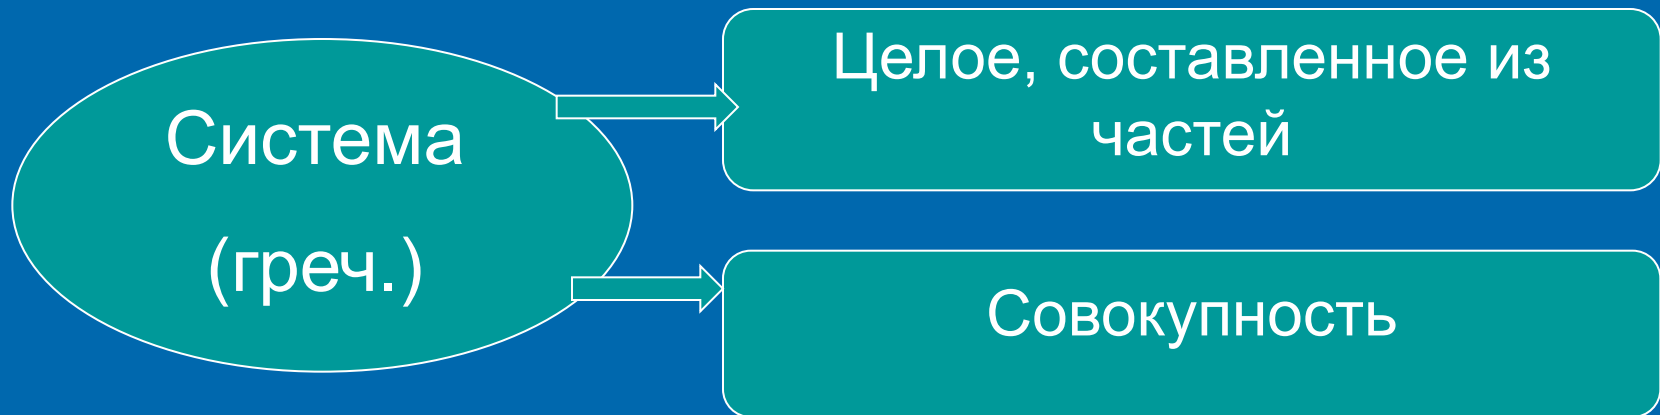 Система
(греч.)
Целое, составленное из
частей
Совокупность